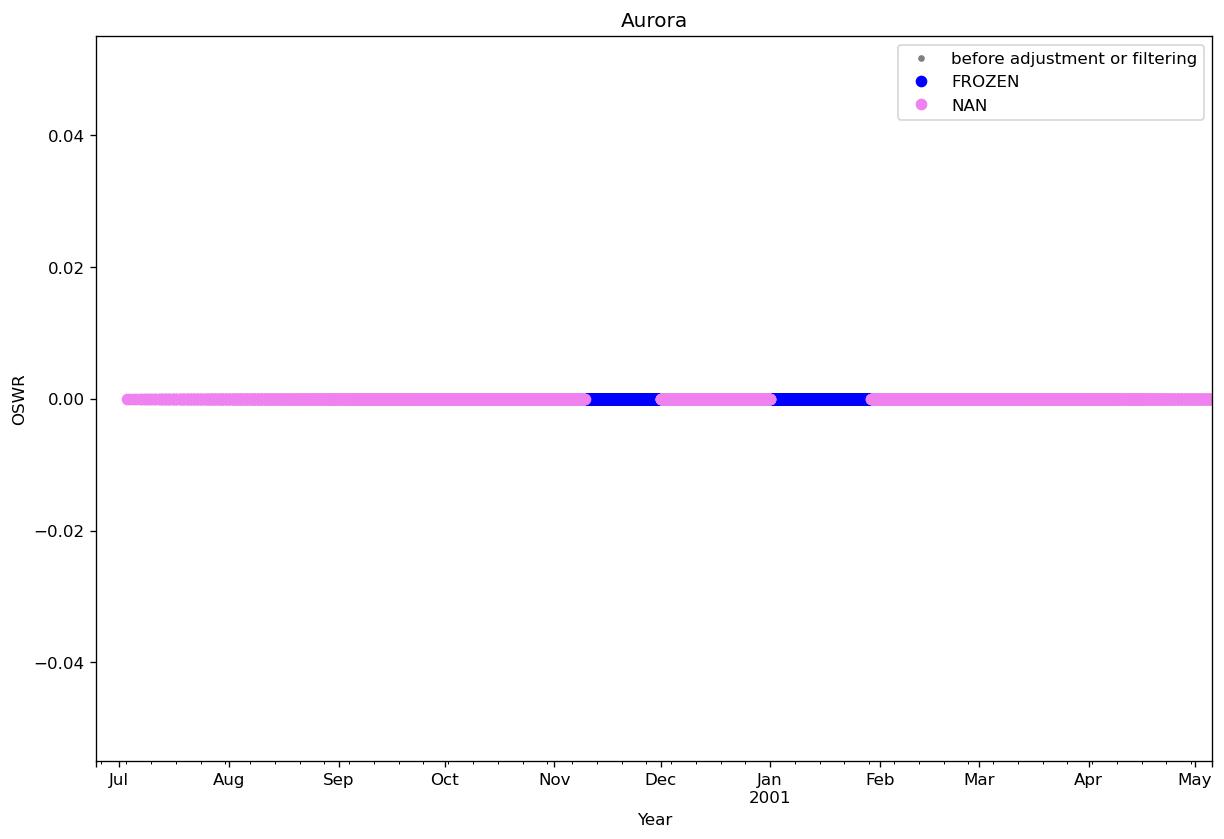 Aurora
before adjustment or filtering
FROZEN
NAN
0.04
0.02
0.00
−0.02
−0.04
OSWR
Jul Aug Sep Oct Nov Dec Jan Feb Mar Apr May
2001
Year